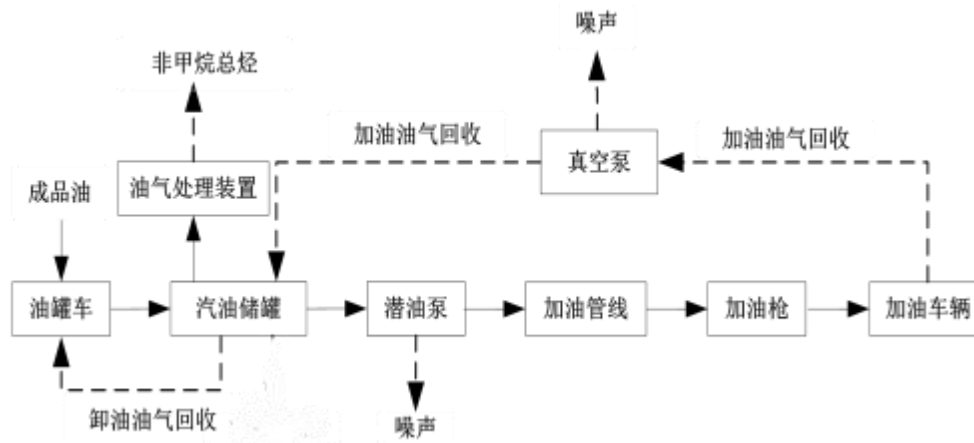 噪声
非甲烷总烃
加油油气回收
加油油气回收
真空泵
成品油
油气处理装置
油罐车
汽油储罐
潜油泵
加油管线
加油枪
加油车辆
卸油油气回收
噪声